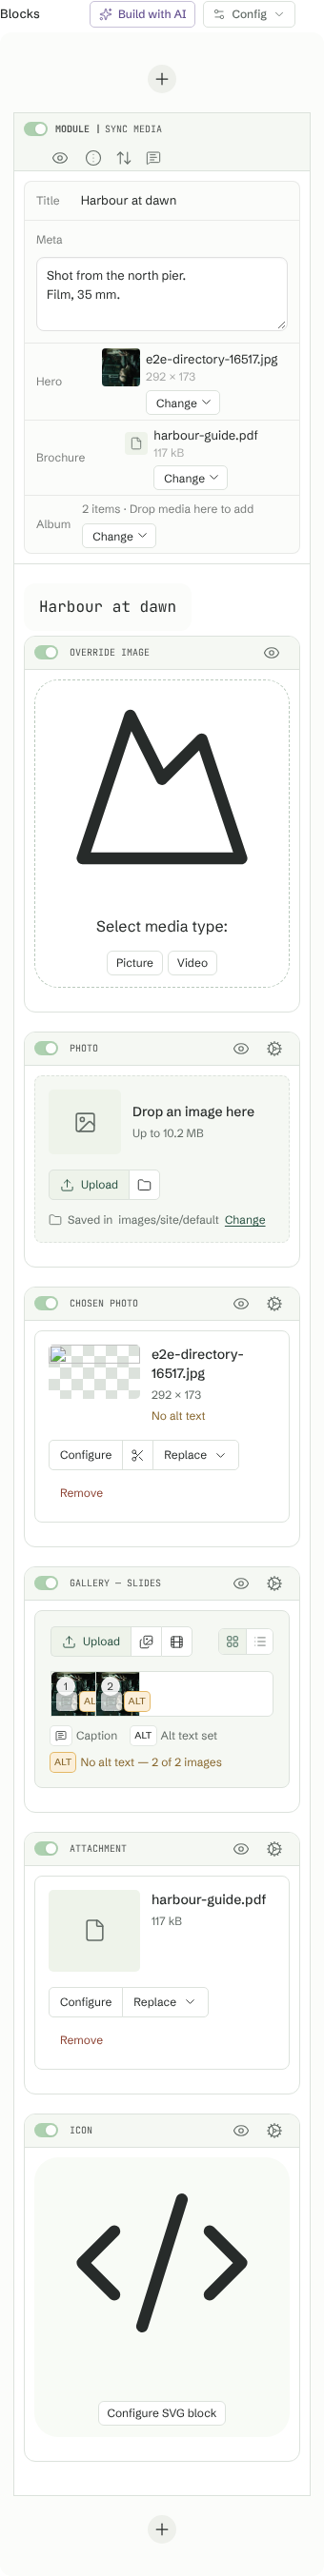 Blocks
Build with AI
Config
MODULE | SYNC MEDIA
Title
Harbour at dawn
Meta
Shot from the north pier.
Film, 35 mm.
Hero
e2e-directory-16517.jpg
292 × 173
Change
Brochure
harbour-guide.pdf
117 kB
Change
Album
2 items · Drop media here to add
Change
Harbour at dawn
OVERRIDE IMAGE
Select media type:
Picture
Video
PHOTO
Drop an image here
Up to 10.2 MB
Upload
Saved in images/site/default Change
CHOSEN PHOTO
e2e-directory-
16517.jpg
292 × 173
No alt text
Configure
Replace
Remove
GALLERY — SLIDES
Upload
1
2
ALT
Caption
ALT Alt text set
ALT No alt text — 2 of 2 images
ATTACHMENT
harbour-guide.pdf
117 kB
Configure
Replace
Remove
ICON
Configure SVG block